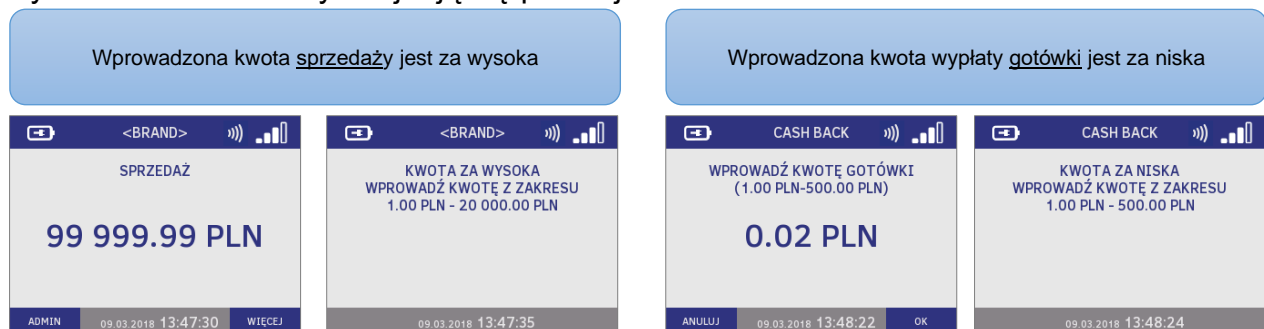 Wprowadzona kwota sprzedaży jest za wysoka
Wprowadzona kwota wypłaty gotówki jest za niska
<BRAND>
SPRZEDAŻ
99 999.99 PLN
ADMIN 09.03.2018 13:47:30 WIĘCEJ
<BRAND>
KWOTA ZA WYSOKA
WPROWADŹ KWOTĘ Z ZAKRESU
1.00 PLN - 20 000.00 PLN
09.03.2018 13:47:35
CASH BACK
WPROWADŹ KWOTĘ GOTÓWKI
(1.00 PLN-500.00 PLN)
0.02 PLN
ANULUJ 09.03.2018 13:48:22 OK
CASH BACK
KWOTA ZA NISKA
WPROWADŹ KWOTĘ Z ZAKRESU
1.00 PLN - 500.00 PLN
09.03.2018 13:48:24